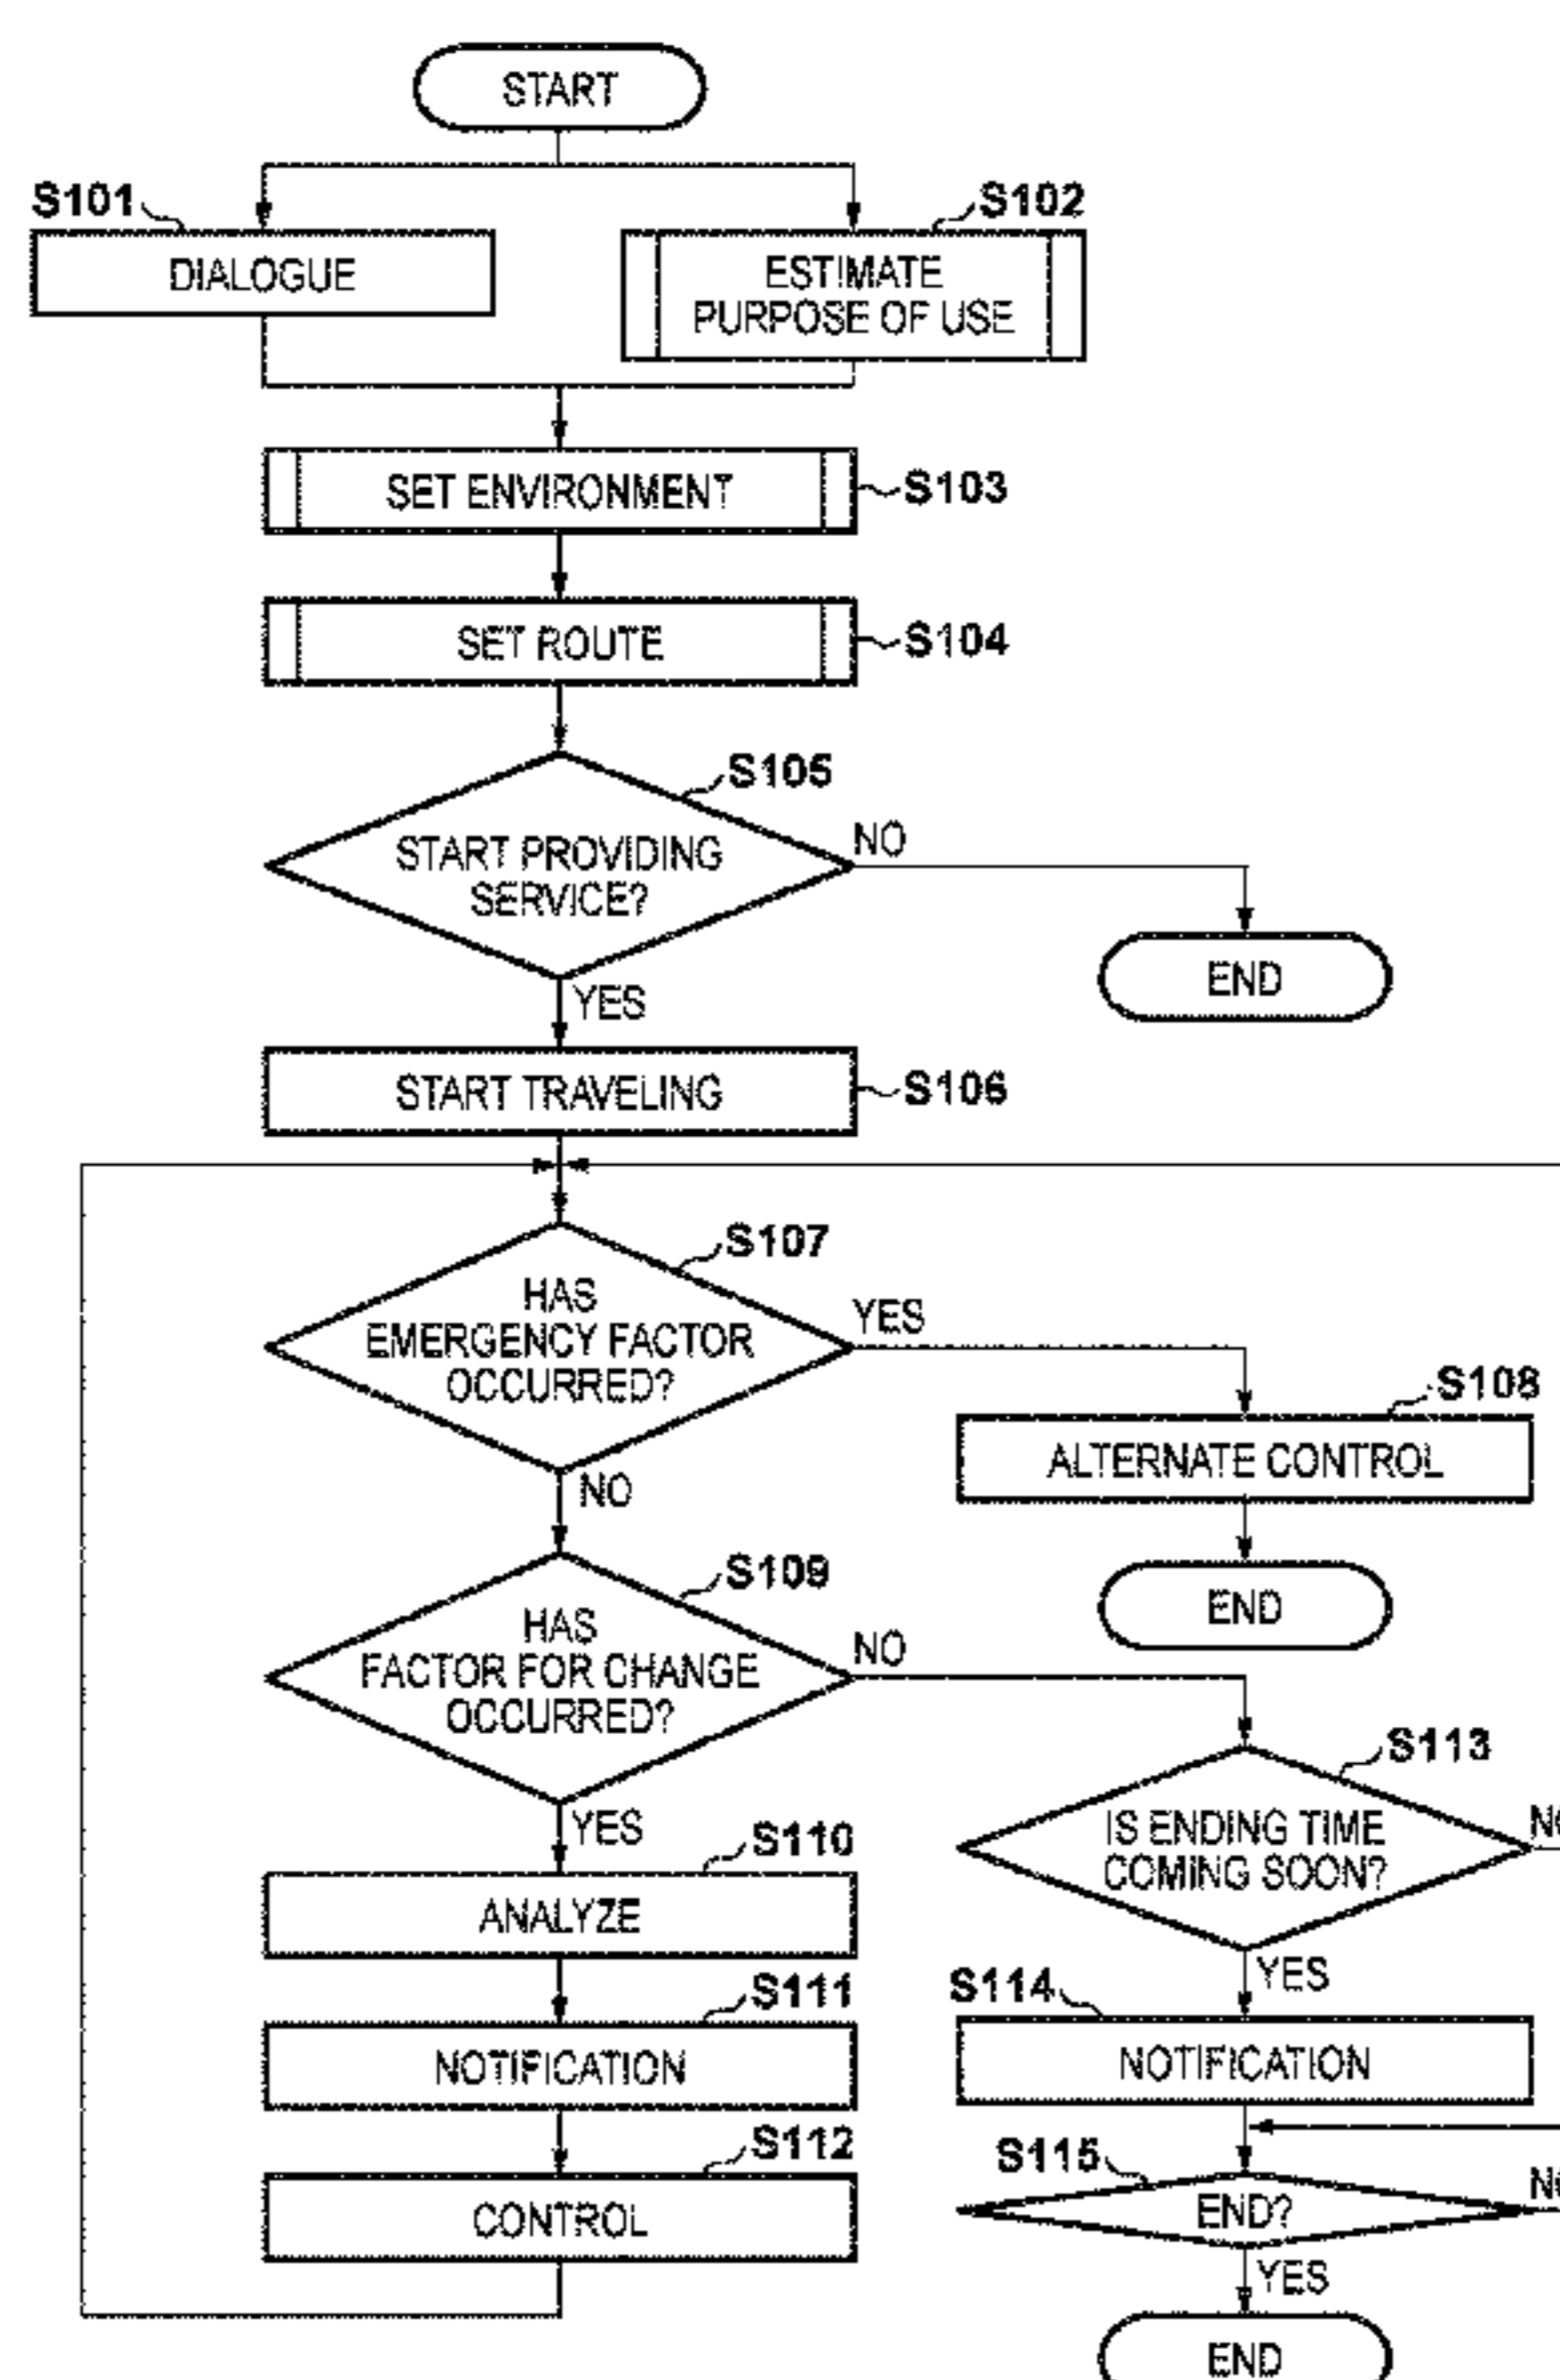 START
S101
S102
DIALOGUE
ESTIMATE
PURPOSE OF USE
SET ENVIRONMENT
S103
SET ROUTE
S104
S105
START PROVIDING
SERVICE?
NO
END
YES
START TRAVELING
S106
S107
HAS
EMERGENCY FACTOR
OCCURRED?
YES
S108
ALTERNATE CONTROL
NO
END
S109
HAS
FACTOR FOR CHANGE
OCCURRED?
NO
S113
IS ENDING TIME
COMING SOON?
YES
S110
ANALYZE
YES
S111
S114
NOTIFICATION
NOTIFICATION
S112
S115
CONTROL
END?
YES
END